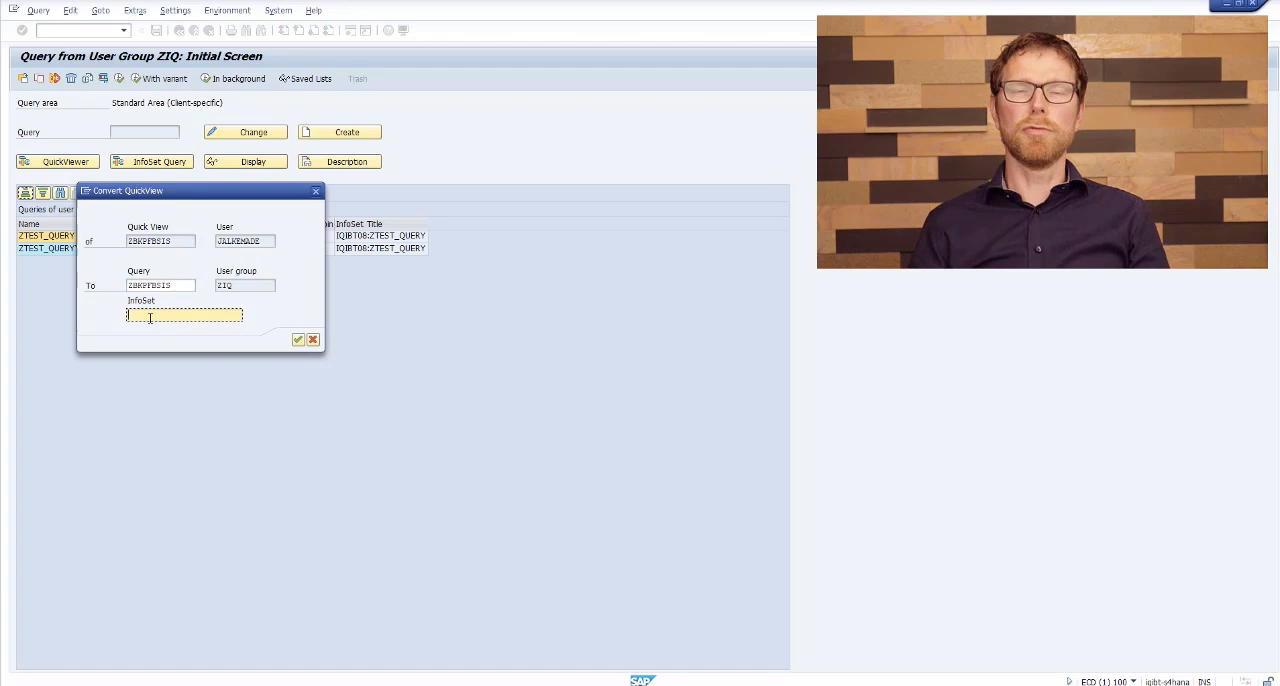 Query Edit Goto Extras Settings Environment System Help
Query from User Group ZIQ: Initial Screen
With variant In background Saved Lists Trash
Query area Standard Area (Client-specific)
Query Change Create
QuickViewer InfoSet Query Display Description
Convert QuickView
Queries of user
Name InfoSet Title
ZTEST_QUERY IQIBT08:ZTEST_QUERY
ZTEST_QUERY IQIBT08:ZTEST_QUERY
Quick View User
of ZBKPFBSIS JALKEMADE
Query User group
To ZBKPFBSIS ZIQ
InfoSet
SAP ECD (1) 100 iqibt-s4hana INS